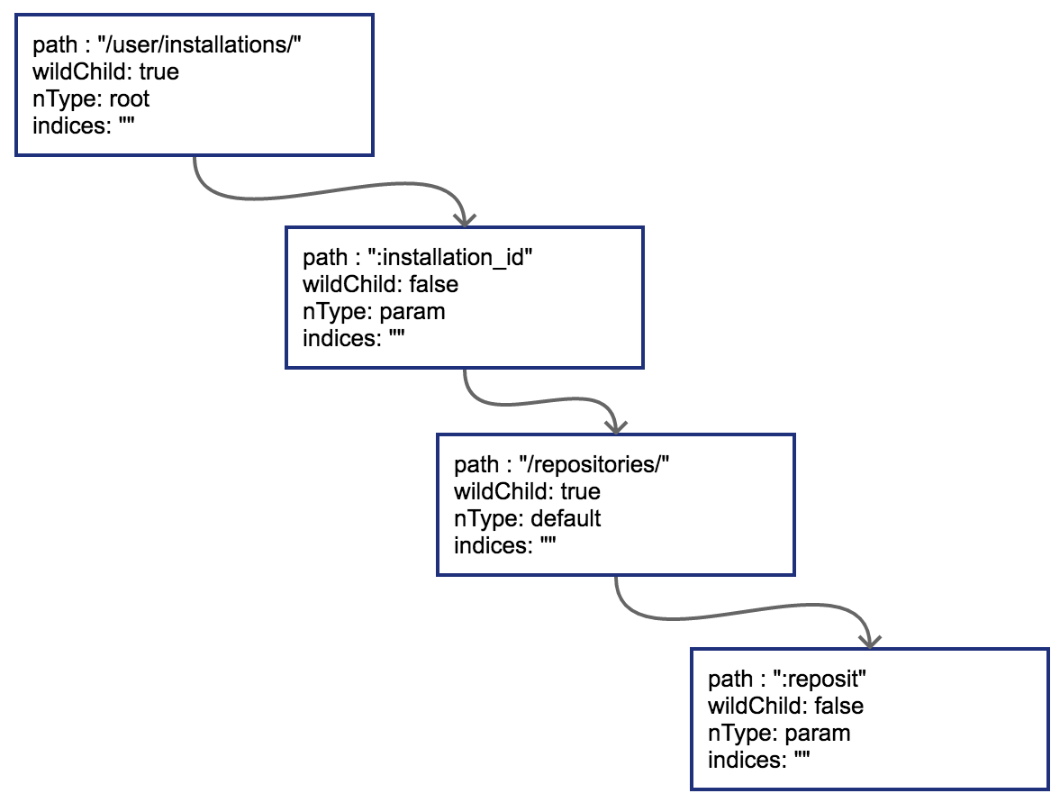 path : "/user/installations/"
wildChild: true
nType: root
indices: ""
path : ":installation_id"
wildChild: false
nType: param
indices: ""
path : "/repositories/"
wildChild: true
nType: default
indices: ""
path : ":reposit"
wildChild: false
nType: param
indices: ""